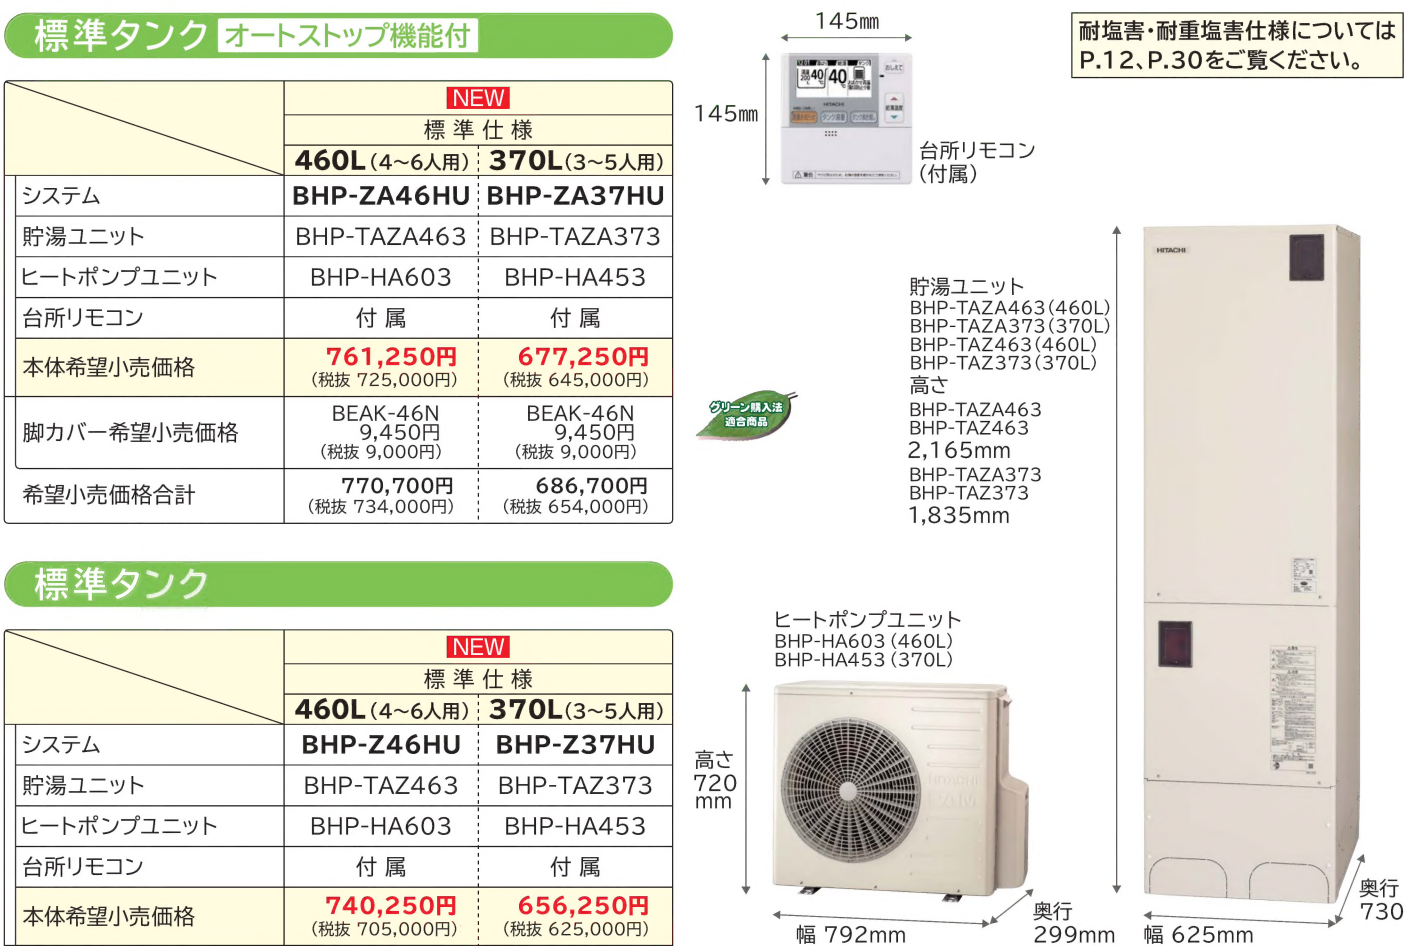 標準タンク オートストップ機能付
NEW
標準仕様
460L(4〜6人用) 370L(3〜5人用)
システム BHP-ZA46HU BHP-ZA37HU
貯湯ユニット BHP-TAZA463 BHP-TAZA373
ヒートポンプユニット BHP-HA603 BHP-HA453
台所リモコン 付属 付属
本体希望小売価格 761,250円 677,250円
(税抜 725,000円) (税抜 645,000円)
脚カバー希望小売価格 BEAK-46N BEAK-46N
9,450円 9,450円
(税抜 9,000円) (税抜 9,000円)
希望小売価格合計 770,700円 686,700円
(税抜 734,000円) (税抜 654,000円)
標準タンク
NEW
標準仕様
460L(4〜6人用) 370L(3〜5人用)
システム BHP-Z46HU BHP-Z37HU
貯湯ユニット BHP-TAZ463 BHP-TAZ373
ヒートポンプユニット BHP-HA603 BHP-HA453
台所リモコン 付属 付属
本体希望小売価格 740,250円 656,250円
(税抜 705,000円) (税抜 625,000円)
145mm
145mm
HITACHI
台所リモコン
(付属)
耐塩害・耐重塩害仕様については
P.12、P.30をご覧ください。
グリーン購入法
適合商品
貯湯ユニット
BHP-TAZA463(460L)
BHP-TAZA373(370L)
BHP-TAZ463(460L)
BHP-TAZ373(370L)
高さ
BHP-TAZA463
BHP-TAZ463
2,165mm
BHP-TAZA373
BHP-TAZ373
1,835mm
HITACHI
ヒートポンプユニット
BHP-HA603(460L)
BHP-HA453(370L)
HITACHI
PAM
高さ
720
mm
幅 792mm
奥行
299mm
幅 625mm
奥行
730